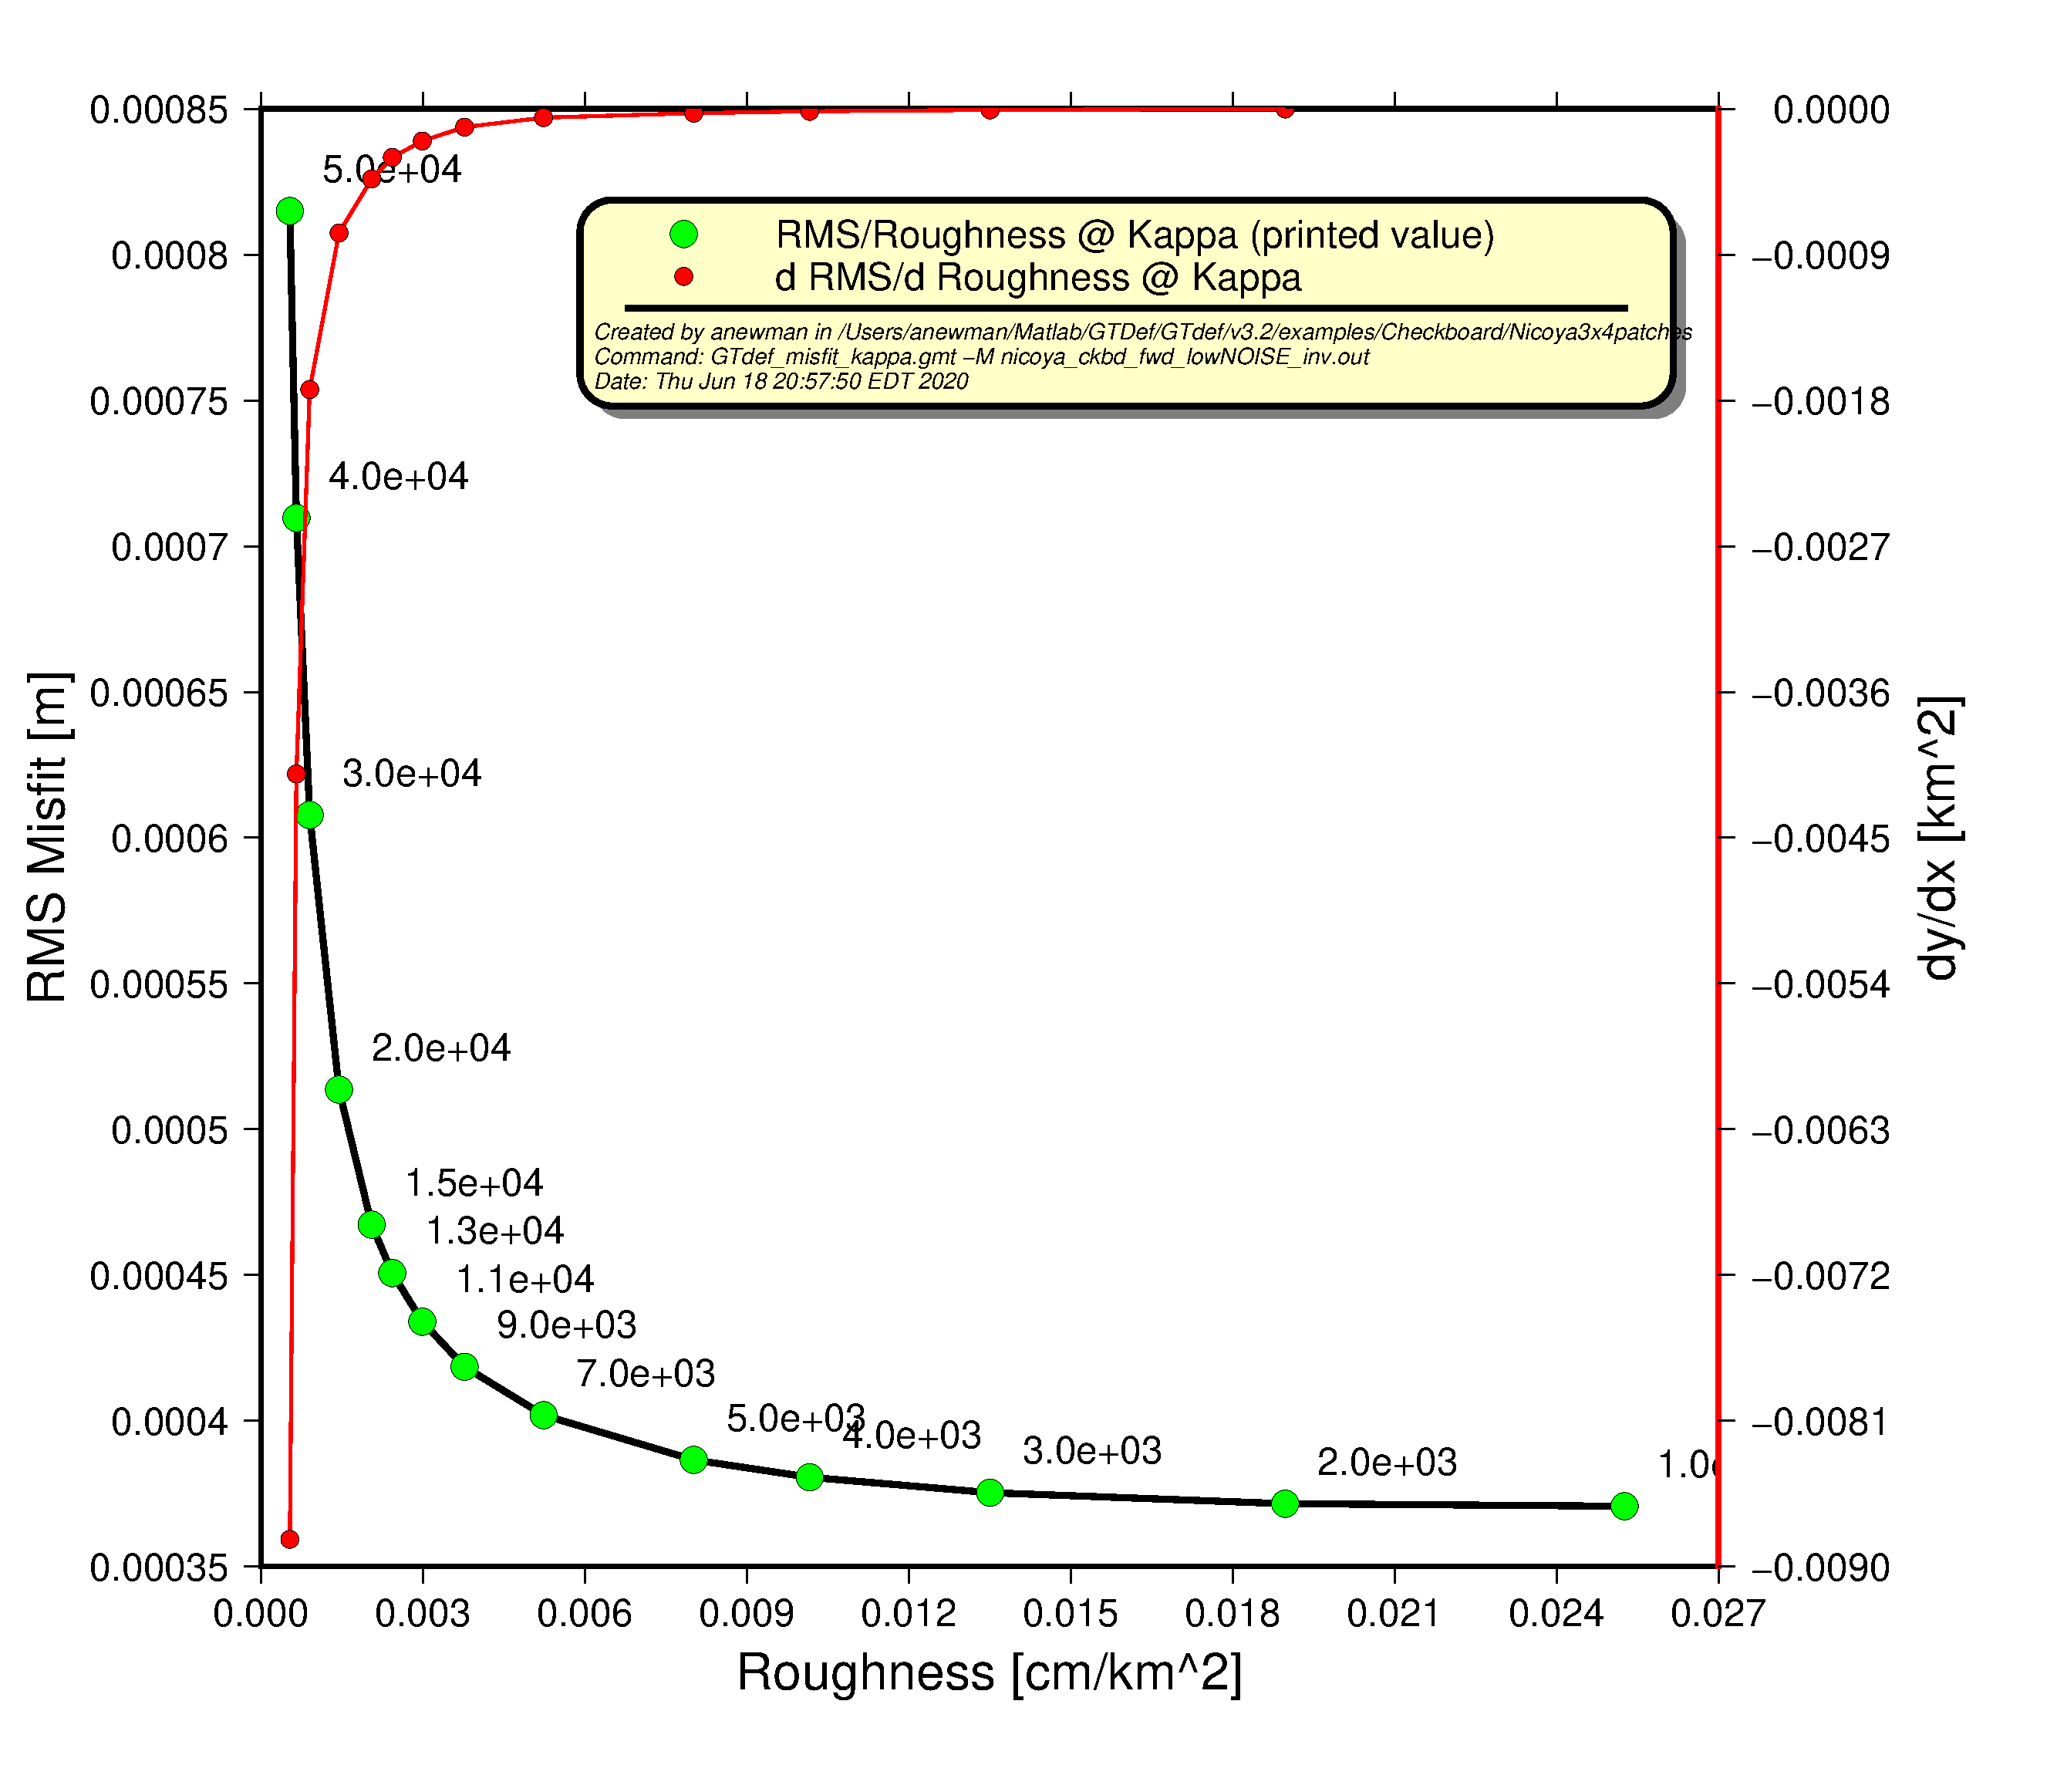 0.00085
0.0008
0.00075
0.0007
0.00065
0.0006
0.00055
0.0005
0.00045
0.0004
0.00035
RMS Misfit [m]
0.0000
−0.0009
−0.0018
−0.0027
−0.0036
−0.0045
−0.0054
−0.0063
−0.0072
−0.0081
−0.0090
dy/dx [km^2]
5.0e+04
4.0e+04
3.0e+04
2.0e+04
1.5e+04
1.3e+04
1.1e+04
9.0e+03
7.0e+03
5.0e+03
4.0e+03
3.0e+03
2.0e+03
RMS/Roughness @ Kappa (printed value)
d RMS/d Roughness @ Kappa
Created by anewman in /Users/anewman/Matlab/GTDef/GTdef/v3.2/examples/Checkboard/Nicoya3x4patches
Command: GTdef_misfit_kappa.gmt −M nicoya_ckbd_fwd_lowNOISE_inv.out
Date: Thu Jun 18 20:57:50 EDT 2020
0.000 0.003 0.006 0.009 0.012 0.015 0.018 0.021 0.024 0.027
Roughness [cm/km^2]